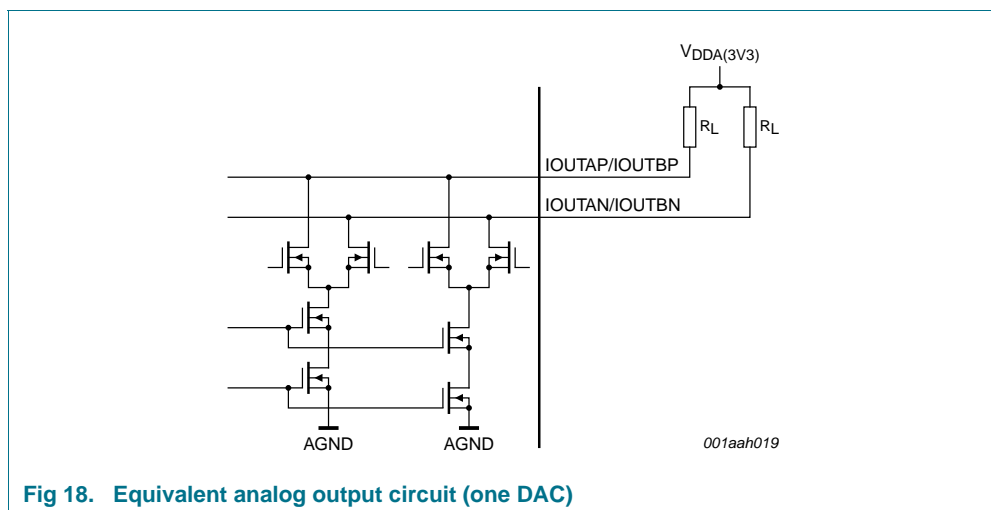 VDDA(3V3)
RL RL
IOUTAP/IOUTBP
IOUTAN/IOUTBN
AGND AGND
001aah019
Fig 18. Equivalent analog output circuit (one DAC)